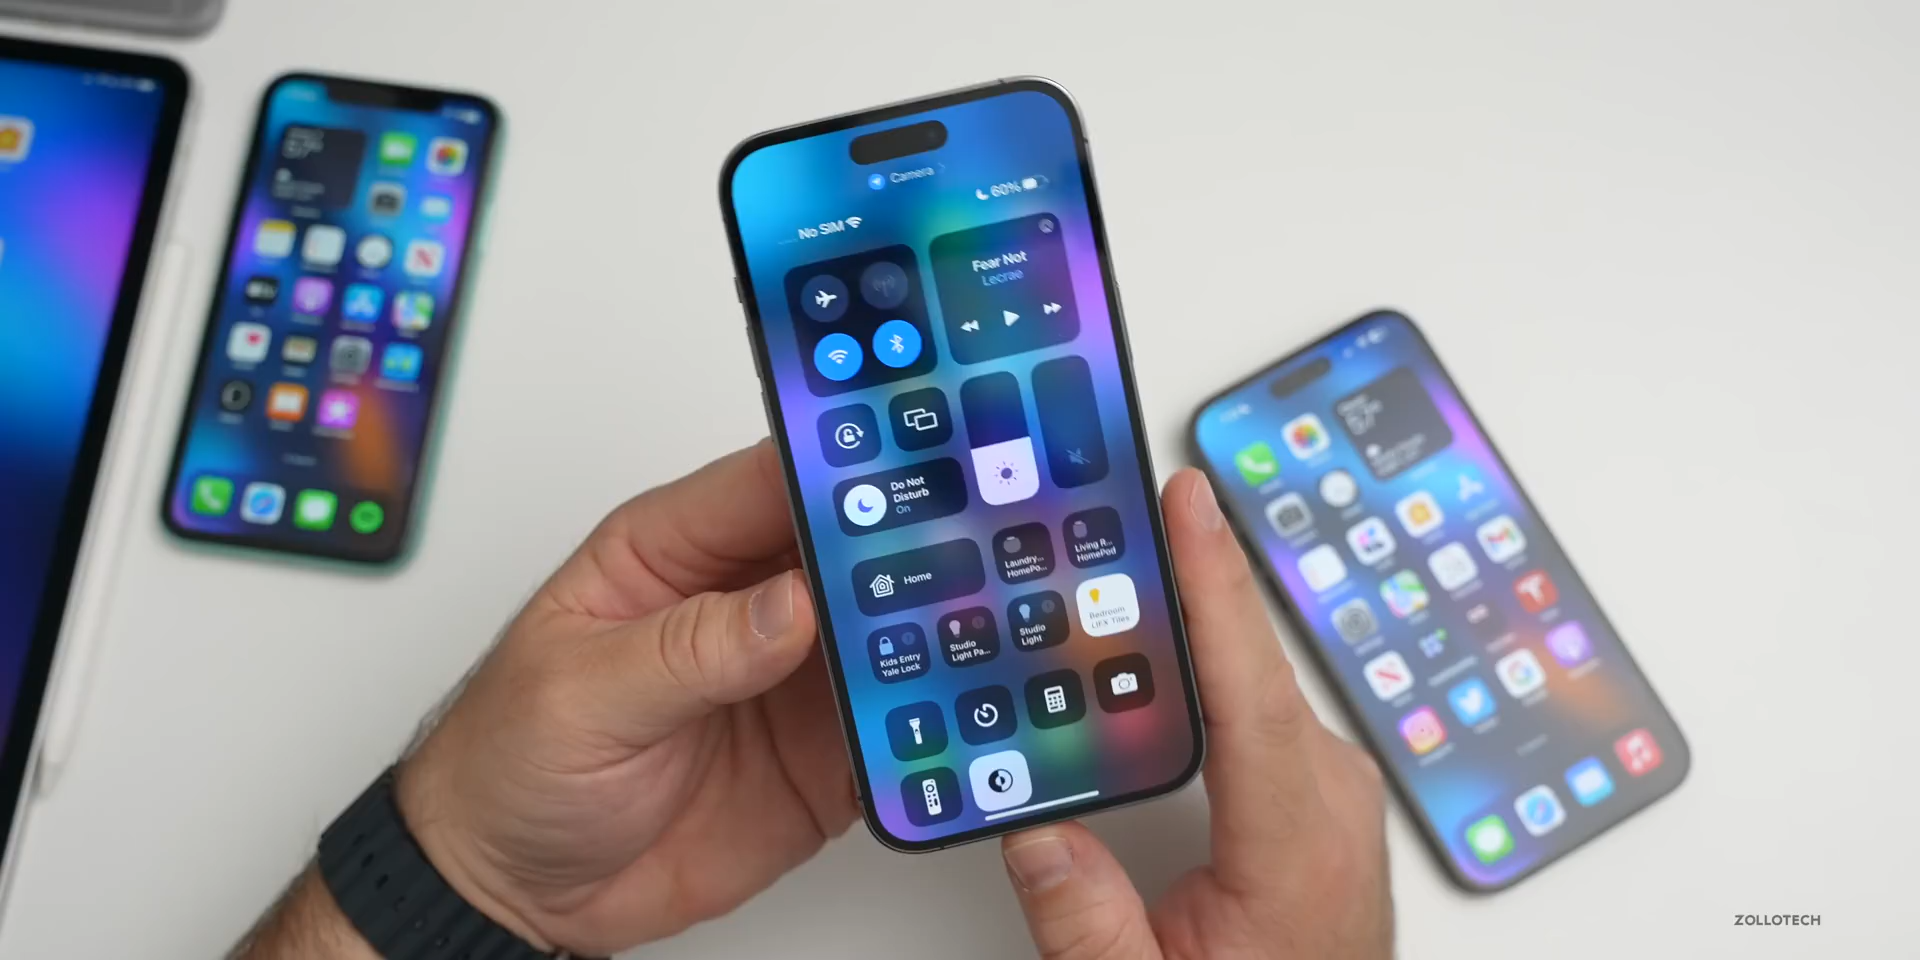 Camera
60%
No SIM
Fear Not
Lecrae
Do Not
Disturb
On
Home
Laundry...
HomePo...
Living R...
HomePod
Kids Entry
Yale Lock
Studio
Light Pa...
Studio
Light
Bedroom
LIFX Tiles
ZOLLOTECH